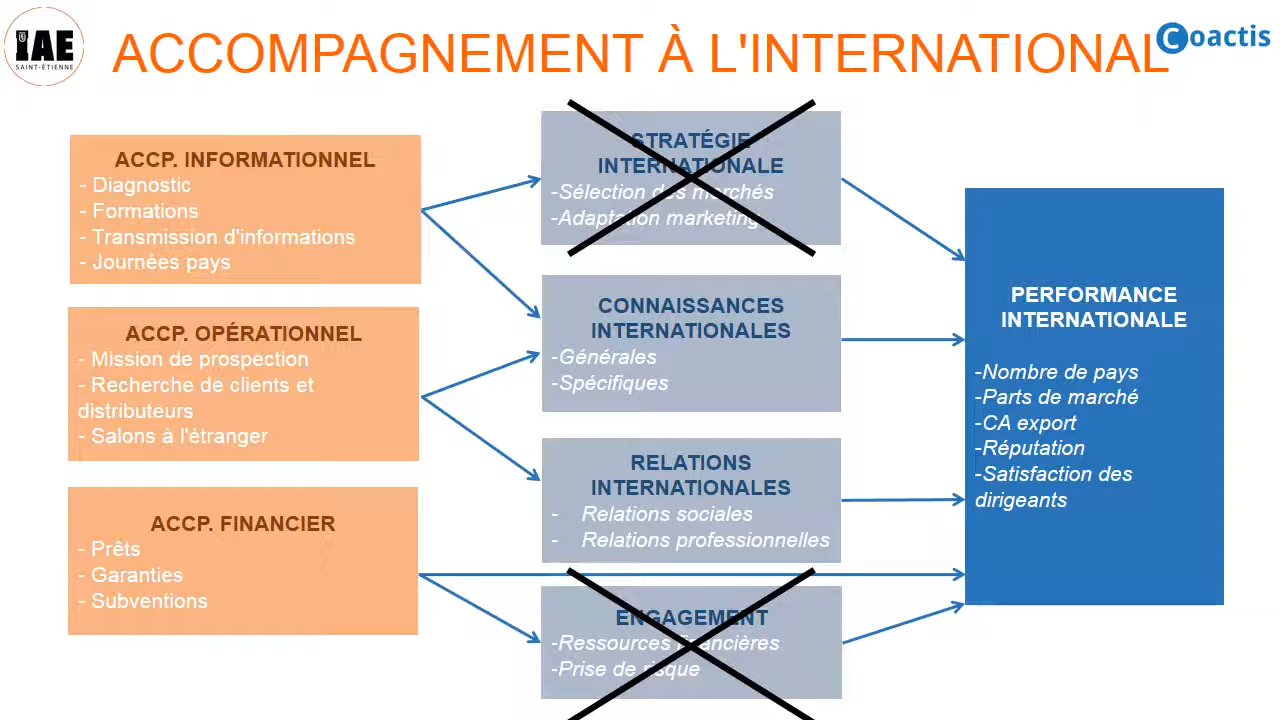 IAE
SAINT-ÉTIENNE
ACCOMPAGNEMENT À L'INTERNATIONAL
Coactis
ACCP. INFORMATIONNEL
- Diagnostic
- Formations
- Transmission d'informations
- Journées pays
ACCP. OPÉRATIONNEL
- Mission de prospection
- Recherche de clients et
distributeurs
- Salons à l'étranger
ACCP. FINANCIER
- Prêts
- Garanties
- Subventions
STRATÉGIE
INTERNATIONALE
-Sélection des marchés
-Adaptation marketing
CONNAISSANCES
INTERNATIONALES
-Générales
-Spécifiques
RELATIONS
INTERNATIONALES
- Relations sociales
- Relations professionnelles
ENGAGEMENT
-Ressources financières
-Prise de risque
PERFORMANCE
INTERNATIONALE
-Nombre de pays
-Parts de marché
-CA export
-Réputation
-Satisfaction des
dirigeants